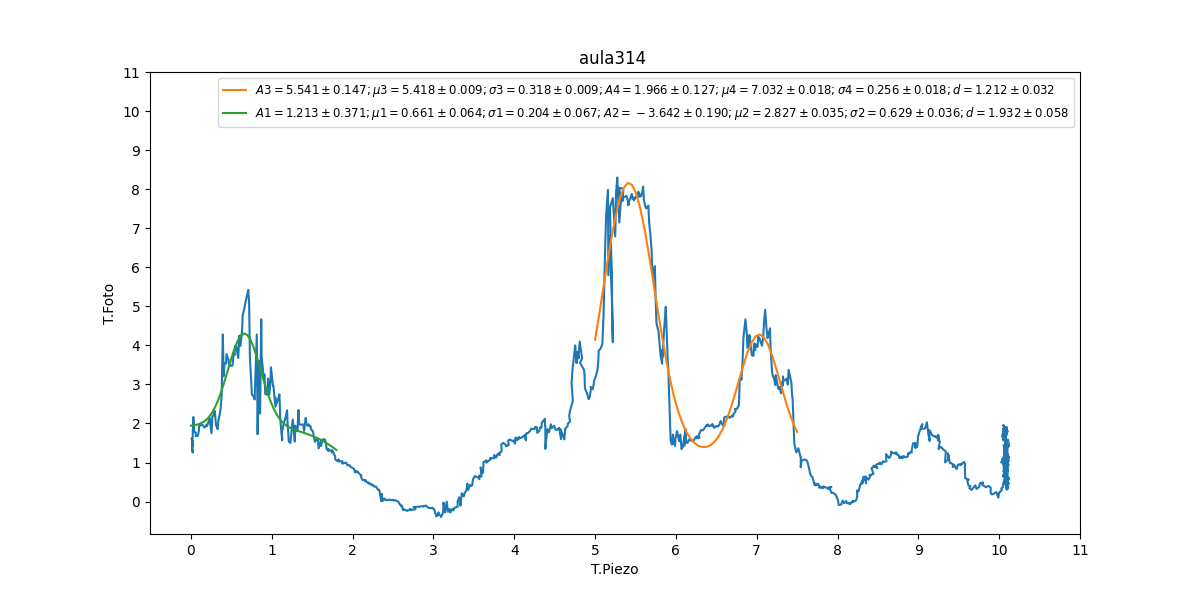 aula314
A3 = 5.541 ± 0.147; μ3 = 5.418 ± 0.009; σ3 = 0.318 ± 0.009; A4 = 1.966 ± 0.127; μ4 = 7.032 ± 0.018; σ4 = 0.256 ± 0.018; d = 1.212 ± 0.032
A1 = 1.213 ± 0.371; μ1 = 0.661 ± 0.064; σ1 = 0.204 ± 0.067; A2 = −3.642 ± 0.190; μ2 = 2.827 ± 0.035; σ2 = 0.629 ± 0.036; d = 1.932 ± 0.058
11
10
9
8
7
6
5
4
3
2
1
0
T.Foto
0 1 2 3 4 5 6 7 8 9 10 11
T.Piezo